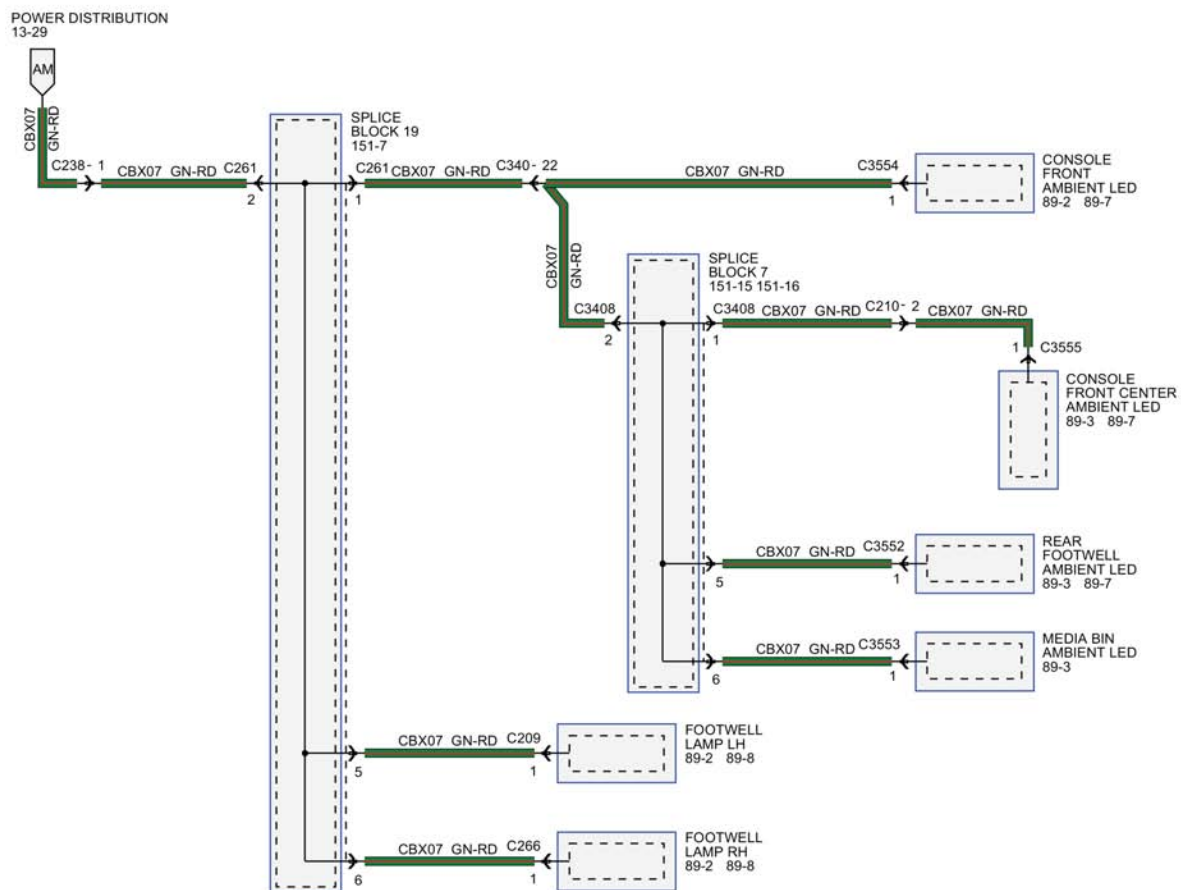 POWER DISTRIBUTION
13-29
AM
CBX07
GN-RD
C238 - 1
CBX07 GN-RD
C261
2
SPLICE
BLOCK 19
151-7
C261
1
CBX07 GN-RD
C340 - 22
CBX07 GN-RD
C3554
1
CONSOLE
FRONT
AMBIENT LED
89-2 89-7
CBX07
GN-RD
C3408
2
SPLICE
BLOCK 7
151-15 151-16
C3408
1
CBX07 GN-RD
C210 - 2
CBX07 GN-RD
1
C3555
CONSOLE
FRONT CENTER
AMBIENT LED
89-3 89-7
5
CBX07 GN-RD
C3552
1
REAR
FOOTWELL
AMBIENT LED
89-3 89-7
6
CBX07 GN-RD
C3553
1
MEDIA BIN
AMBIENT LED
89-3
5
CBX07 GN-RD
C209
1
FOOTWELL
LAMP LH
89-2 89-8
6
CBX07 GN-RD
C266
1
FOOTWELL
LAMP RH
89-2 89-8